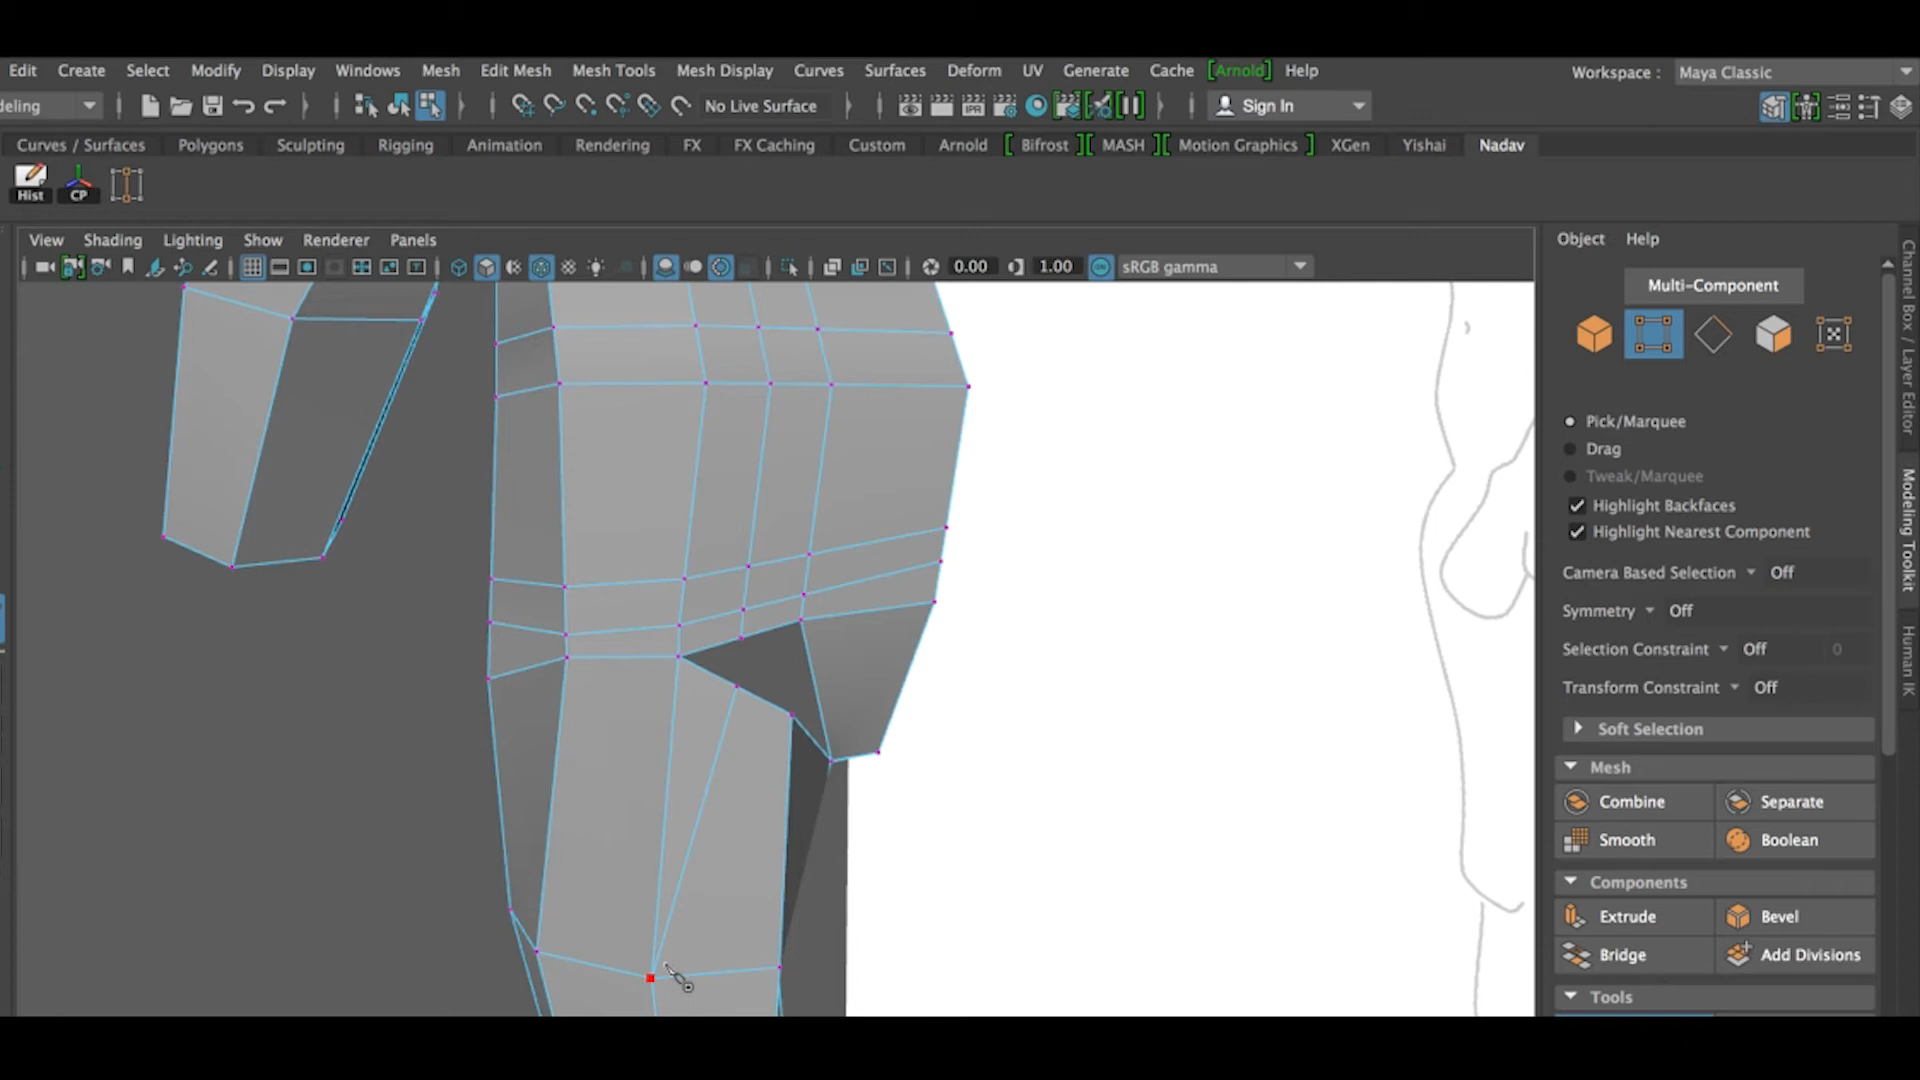 Edit Create Select Modify Display Windows Mesh Edit Mesh Mesh Tools Mesh Display Curves Surfaces Deform UV Generate Cache [Arnold] Help Workspace : Maya Classic
deling No Live Surface IPR Sign In
Curves / Surfaces Polygons Sculpting Rigging Animation Rendering FX FX Caching Custom Arnold [ Bifrost ][ MASH ][ Motion Graphics ] XGen Yishai Nadav
Hist CP
View Shading Lighting Show Renderer Panels
0.00 1.00 sRGB gamma
Object Help
Multi-Component
Pick/Marquee
Drag
Tweak/Marquee
Highlight Backfaces
Highlight Nearest Component
Camera Based Selection Off
Symmetry Off
Selection Constraint Off 0
Transform Constraint Off
Soft Selection
Mesh
Combine Separate
Smooth Boolean
Components
Extrude Bevel
Bridge Add Divisions
Tools
Channel Box / Layer Editor
Modeling Toolkit
Human IK